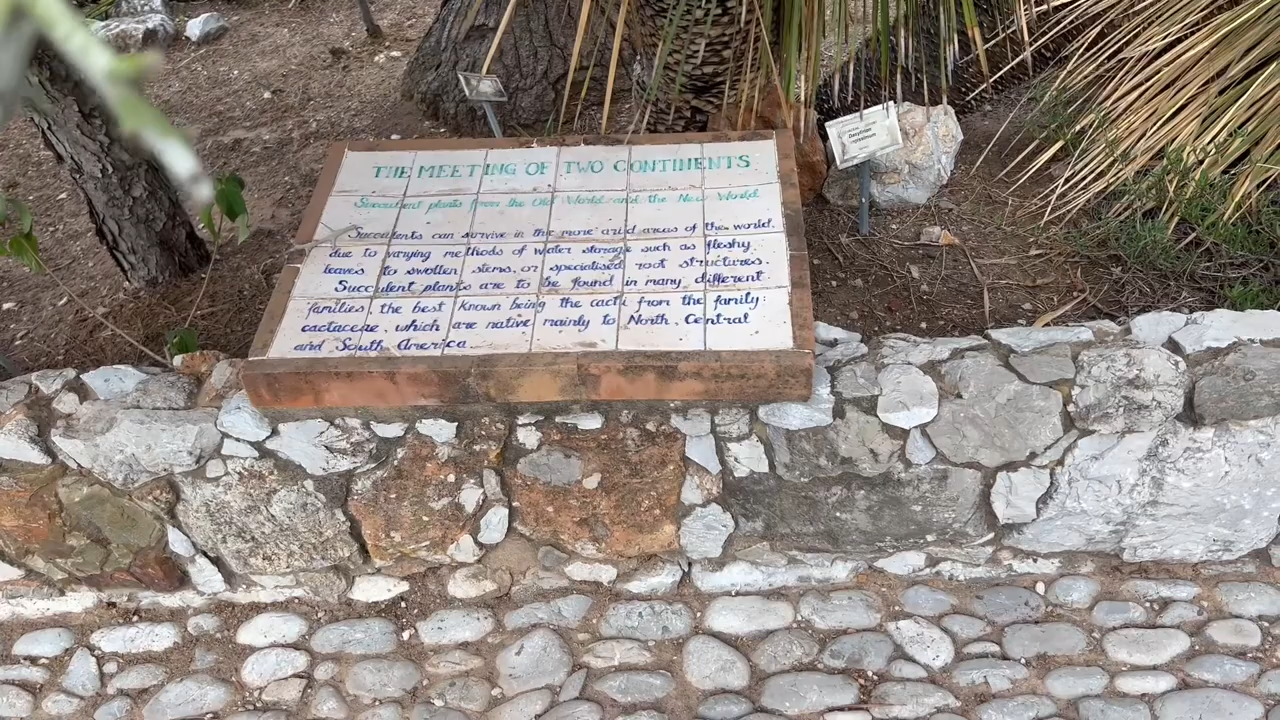 THE MEETING OF TWO CONTINENTS
Succulent plants from the Old World and the New World
Succulents can survive in the more arid areas of the world.
due to varying methods of water storage such as fleshy
leaves to swollen stems, or specialised root structures.
Succulent plants are to be found in many different
families, the best known being the cacti from the family:
cactaceae, which are native mainly to North, Central
and South America
Dasylirion